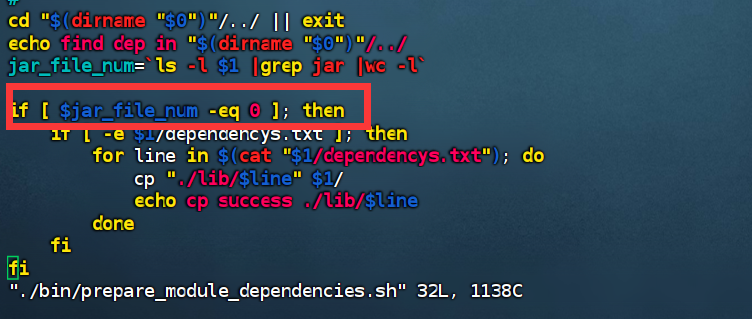 #
cd "$(dirname "$0")"/../ || exit
echo find dep in "$(dirname "$0")"/../
jar_file_num=`ls -l $1 |grep jar |wc -l`
if [ $jar_file_num -eq 0 ]; then
if [ -e $1/dependencys.txt ]; then
for line in $(cat "$1/dependencys.txt"); do
cp "./lib/$line" $1/
echo cp success ./lib/$line
done
fi
fi
"./bin/prepare_module_dependencies.sh" 32L, 1138C